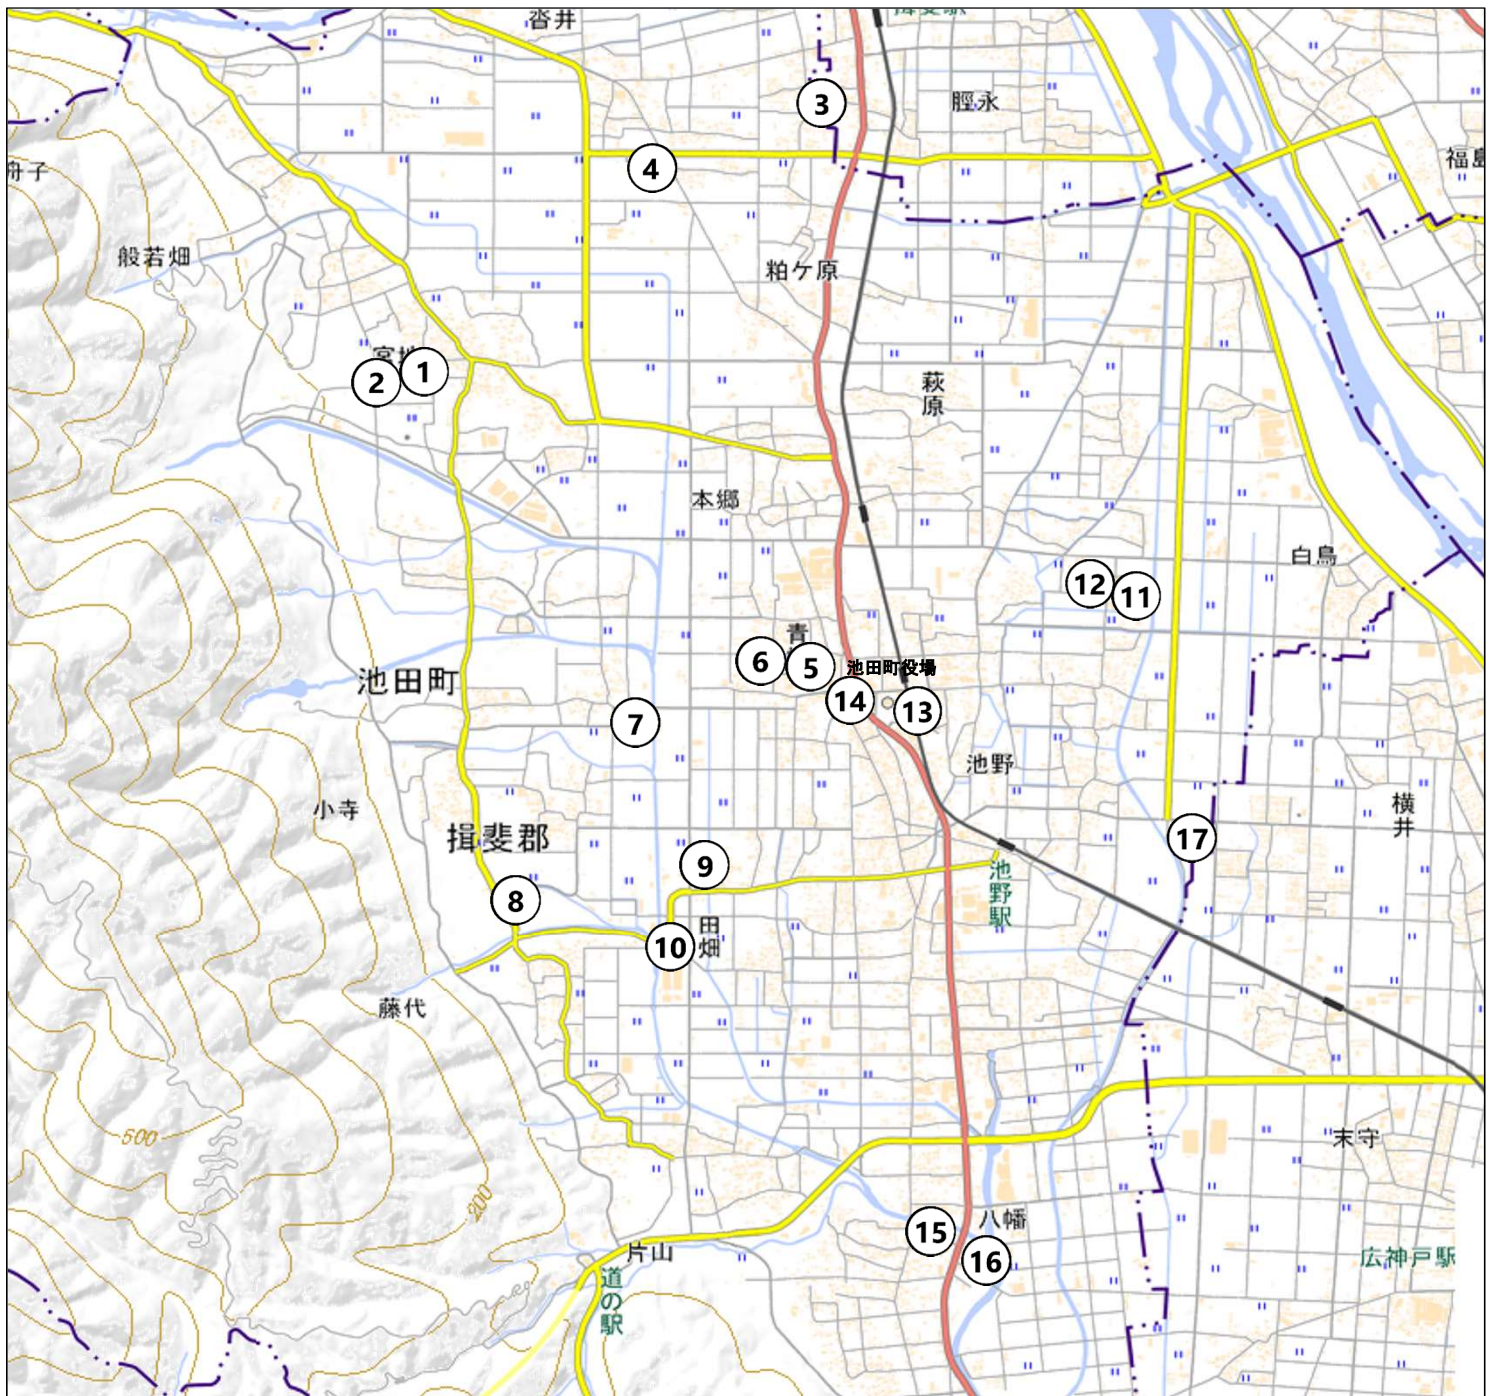 沓井
3
脛永
4
舟子
福島
般若畑
粕ケ原
1
2
萩原
本郷
白鳥
12
11
青
6
5
池田町役場
池田町
14
13
7
池野
小寺
横井
揖斐郡
17
9
池野駅
8
田畑
10
藤代
500
末守
200
八幡
15
片山
16
広神戸駅
道の駅